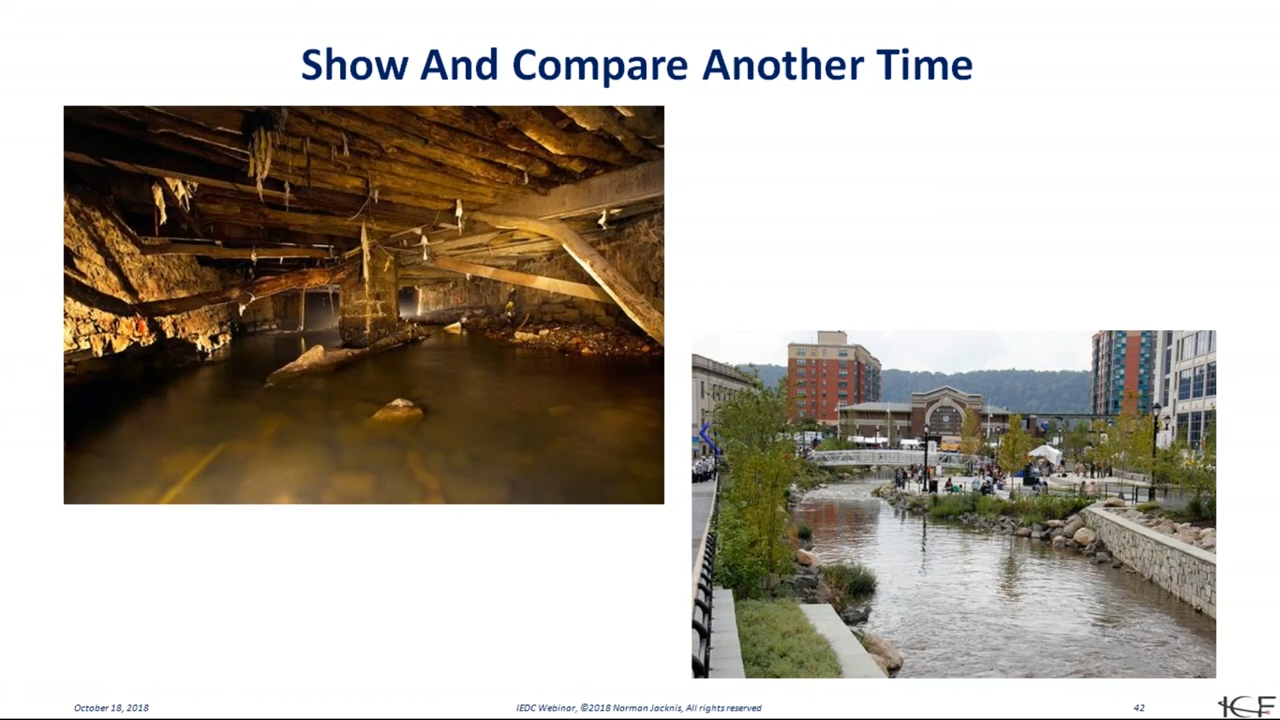 Show And Compare Another Time
October 18, 2018
IEDC Webinar, ©2018 Norman Jacknis, All rights reserved
42
ICF